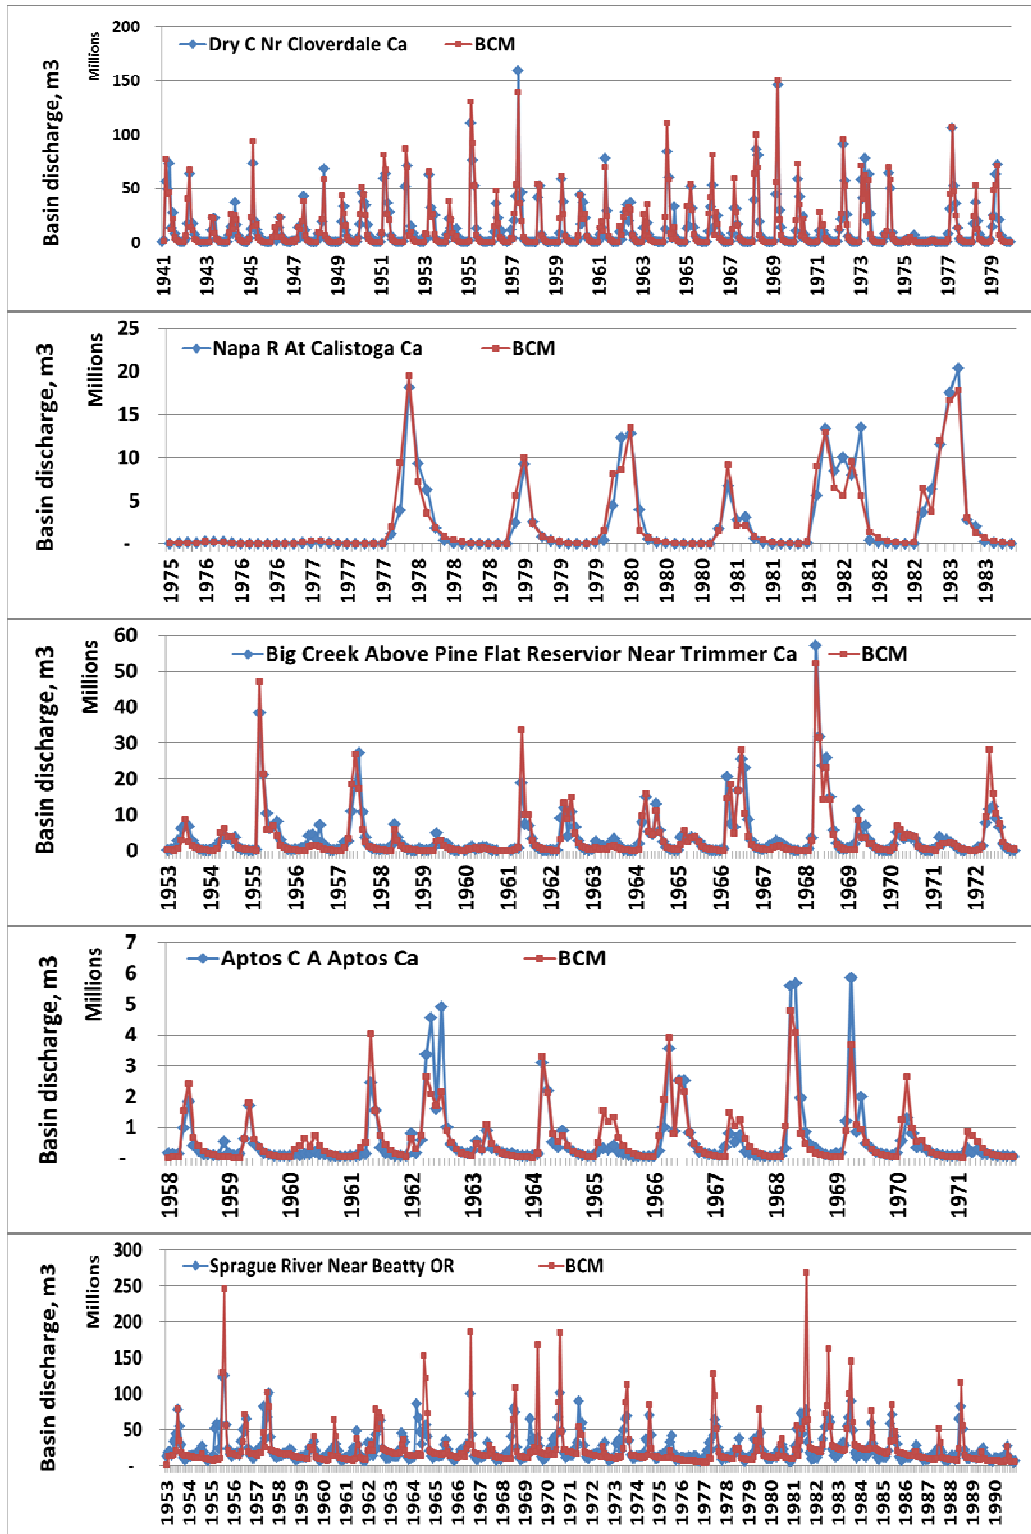 Basin discharge, m3
Millions
200
150
100
50
0
Dry C Nr Cloverdale Ca BCM
1941 1943 1945 1947 1949 1951 1953 1955 1957 1959 1961 1963 1965 1967 1969 1971 1973 1975 1977 1979
Basin discharge, m3
Millions
25
20
15
10
5
-
Napa R At Calistoga Ca BCM
1975 1976 1976 1976 1977 1977 1978 1978 1978 1979 1979 1979 1979 1980 1980 1980 1981 1981 1981 1982 1982 1982 1983 1983
Basin discharge, m3
Millions
60
50
40
30
20
10
0
Big Creek Above Pine Flat Reservior Near Trimmer Ca BCM
1953 1954 1955 1956 1957 1958 1959 1960 1961 1962 1963 1964 1965 1966 1967 1968 1969 1970 1971 1972
Basin discharge, m3
Millions
7
6
5
4
3
2
1
-
Aptos C A Aptos Ca BCM
1958 1959 1960 1961 1962 1963 1964 1965 1966 1967 1968 1969 1970 1971
Basin discharge, m3
Millions
300
250
200
150
100
50
-
Sprague River Near Beatty OR BCM
1953 1954 1955 1956 1957 1958 1959 1960 1961 1962 1963 1964 1965 1966 1967 1968 1969 1970 1971 1972 1973 1974 1975 1976 1977 1978 1979 1980 1981 1982 1983 1984 1985 1986 1987 1988 1989 1990